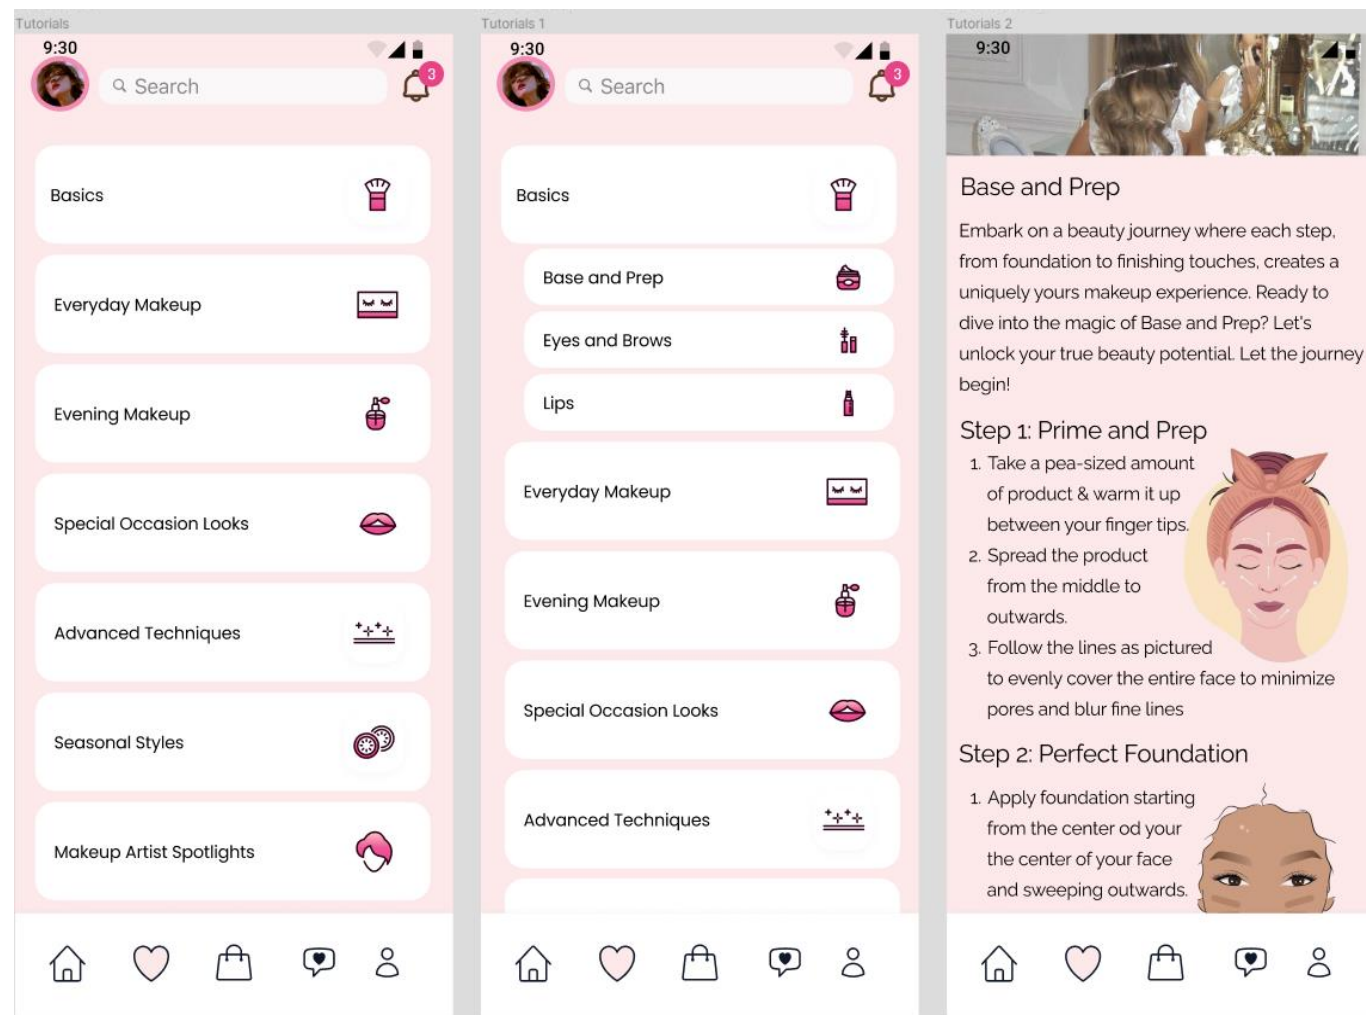 Tutorials
9:30
Search
3
Basics
Everyday Makeup
Evening Makeup
Special Occasion Looks
Advanced Techniques
Seasonal Styles
Makeup Artist Spotlights
Tutorials 1
9:30
Search
3
Basics
Base and Prep
Eyes and Brows
Lips
Everyday Makeup
Evening Makeup
Special Occasion Looks
Advanced Techniques
Tutorials 2
9:30
Base and Prep
Embark on a beauty journey where each step,
from foundation to finishing touches, creates a
uniquely yours makeup experience. Ready to
dive into the magic of Base and Prep? Let's
unlock your true beauty potential. Let the journey
begin!
Step 1: Prime and Prep
1. Take a pea-sized amount
of product & warm it up
between your finger tips.
2. Spread the product
from the middle to
outwards.
3. Follow the lines as pictured
to evenly cover the entire face to minimize
pores and blur fine lines
Step 2: Perfect Foundation
1. Apply foundation starting
from the center od your
the center of your face
and sweeping outwards.